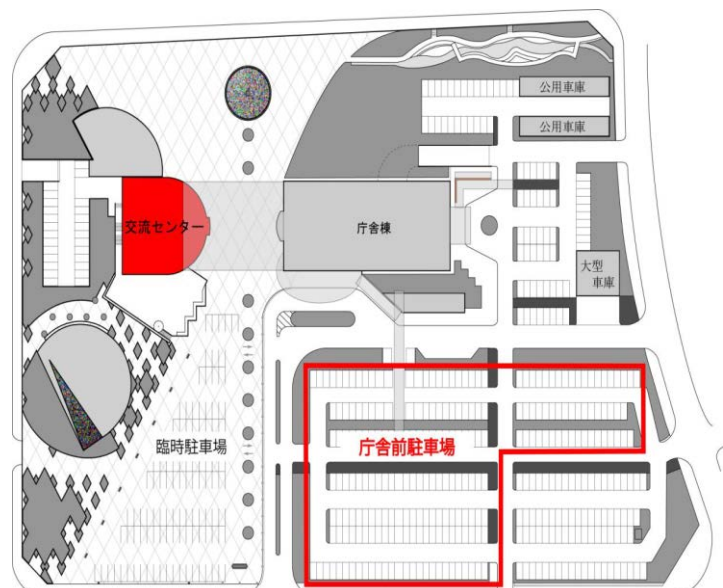 公用車庫
公用車庫
交流センター
庁舎棟
大型
車庫
臨時駐車場
庁舎前駐車場